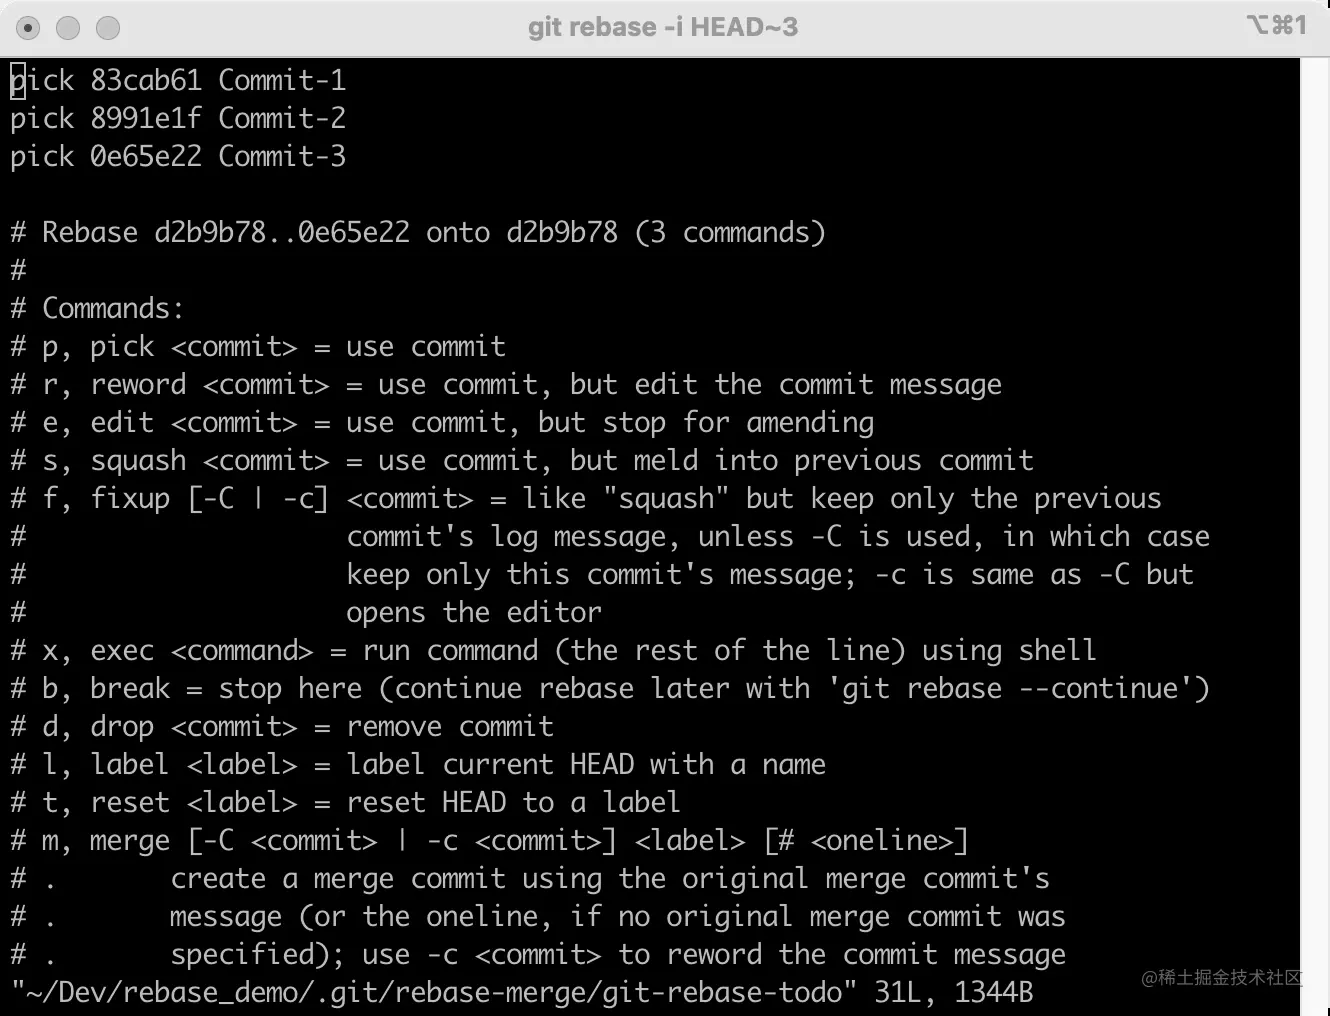 git rebase -i HEAD~3
⌥⌘1
pick 83cab61 Commit-1
pick 8991e1f Commit-2
pick 0e65e22 Commit-3
# Rebase d2b9b78..0e65e22 onto d2b9b78 (3 commands)
#
# Commands:
# p, pick <commit> = use commit
# r, reword <commit> = use commit, but edit the commit message
# e, edit <commit> = use commit, but stop for amending
# s, squash <commit> = use commit, but meld into previous commit
# f, fixup [-C | -c] <commit> = like "squash" but keep only the previous
#                    commit's log message, unless -C is used, in which case
#                    keep only this commit's message; -c is same as -C but
#                    opens the editor
# x, exec <command> = run command (the rest of the line) using shell
# b, break = stop here (continue rebase later with 'git rebase --continue')
# d, drop <commit> = remove commit
# l, label <label> = label current HEAD with a name
# t, reset <label> = reset HEAD to a label
# m, merge [-C <commit> | -c <commit>] <label> [# <oneline>]
# .       create a merge commit using the original merge commit's
# .       message (or the oneline, if no original merge commit was
# .       specified); use -c <commit> to reword the commit message
"~/Dev/rebase_demo/.git/rebase-merge/git-rebase-todo" 31L, 1344B
@稀土掘金技术社区